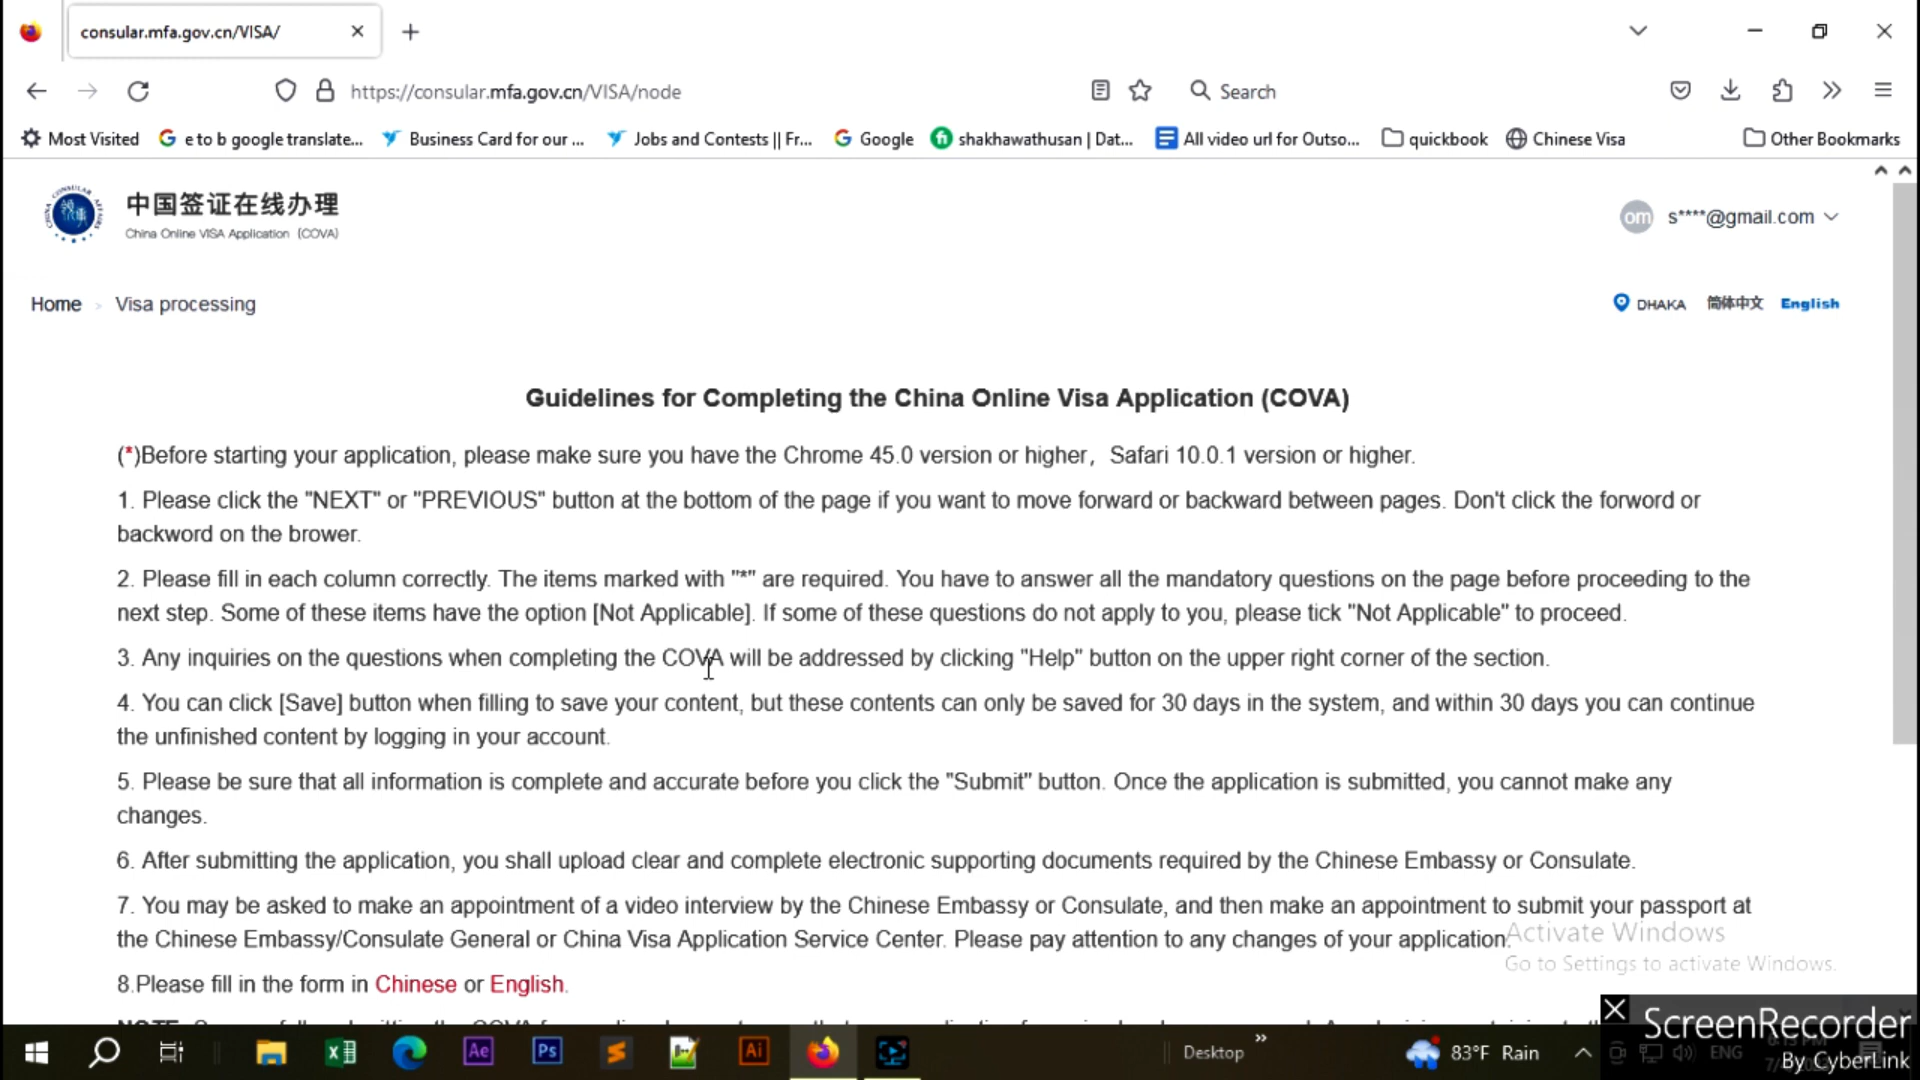 consular.mfa.gov.cn/VISA/
https://consular.mfa.gov.cn/VISA/node
Search
Most Visited
e to b google translate...
Business Card for our ...
Jobs and Contests || Fr...
Google
shakhawathusan | Dat...
All video url for Outso...
quickbook
Chinese Visa
Other Bookmarks
中国签证在线办理
China Online VISA Application (COVA)
om s****@gmail.com
Home > Visa processing
DHAKA 简体中文 English
Guidelines for Completing the China Online Visa Application (COVA)
(*)Before starting your application, please make sure you have the Chrome 45.0 version or higher，Safari 10.0.1 version or higher.
1. Please click the "NEXT" or "PREVIOUS" button at the bottom of the page if you want to move forward or backward between pages. Don't click the forword or
backword on the brower.
2. Please fill in each column correctly. The items marked with "*" are required. You have to answer all the mandatory questions on the page before proceeding to the
next step. Some of these items have the option [Not Applicable]. If some of these questions do not apply to you, please tick "Not Applicable" to proceed.
3. Any inquiries on the questions when completing the COVA will be addressed by clicking "Help" button on the upper right corner of the section.
4. You can click [Save] button when filling to save your content, but these contents can only be saved for 30 days in the system, and within 30 days you can continue
the unfinished content by logging in your account.
5. Please be sure that all information is complete and accurate before you click the "Submit" button. Once the application is submitted, you cannot make any
changes.
6. After submitting the application, you shall upload clear and complete electronic supporting documents required by the Chinese Embassy or Consulate.
7. You may be asked to make an appointment of a video interview by the Chinese Embassy or Consulate, and then make an appointment to submit your passport at
the Chinese Embassy/Consulate General or China Visa Application Service Center. Please pay attention to any changes of your application.
Activate Windows
Go to Settings to activate Windows.
8.Please fill in the form in Chinese or English.
ScreenRecorder
By CyberLink
Ae
Ps
Ai
Desktop
83°F Rain
ENG